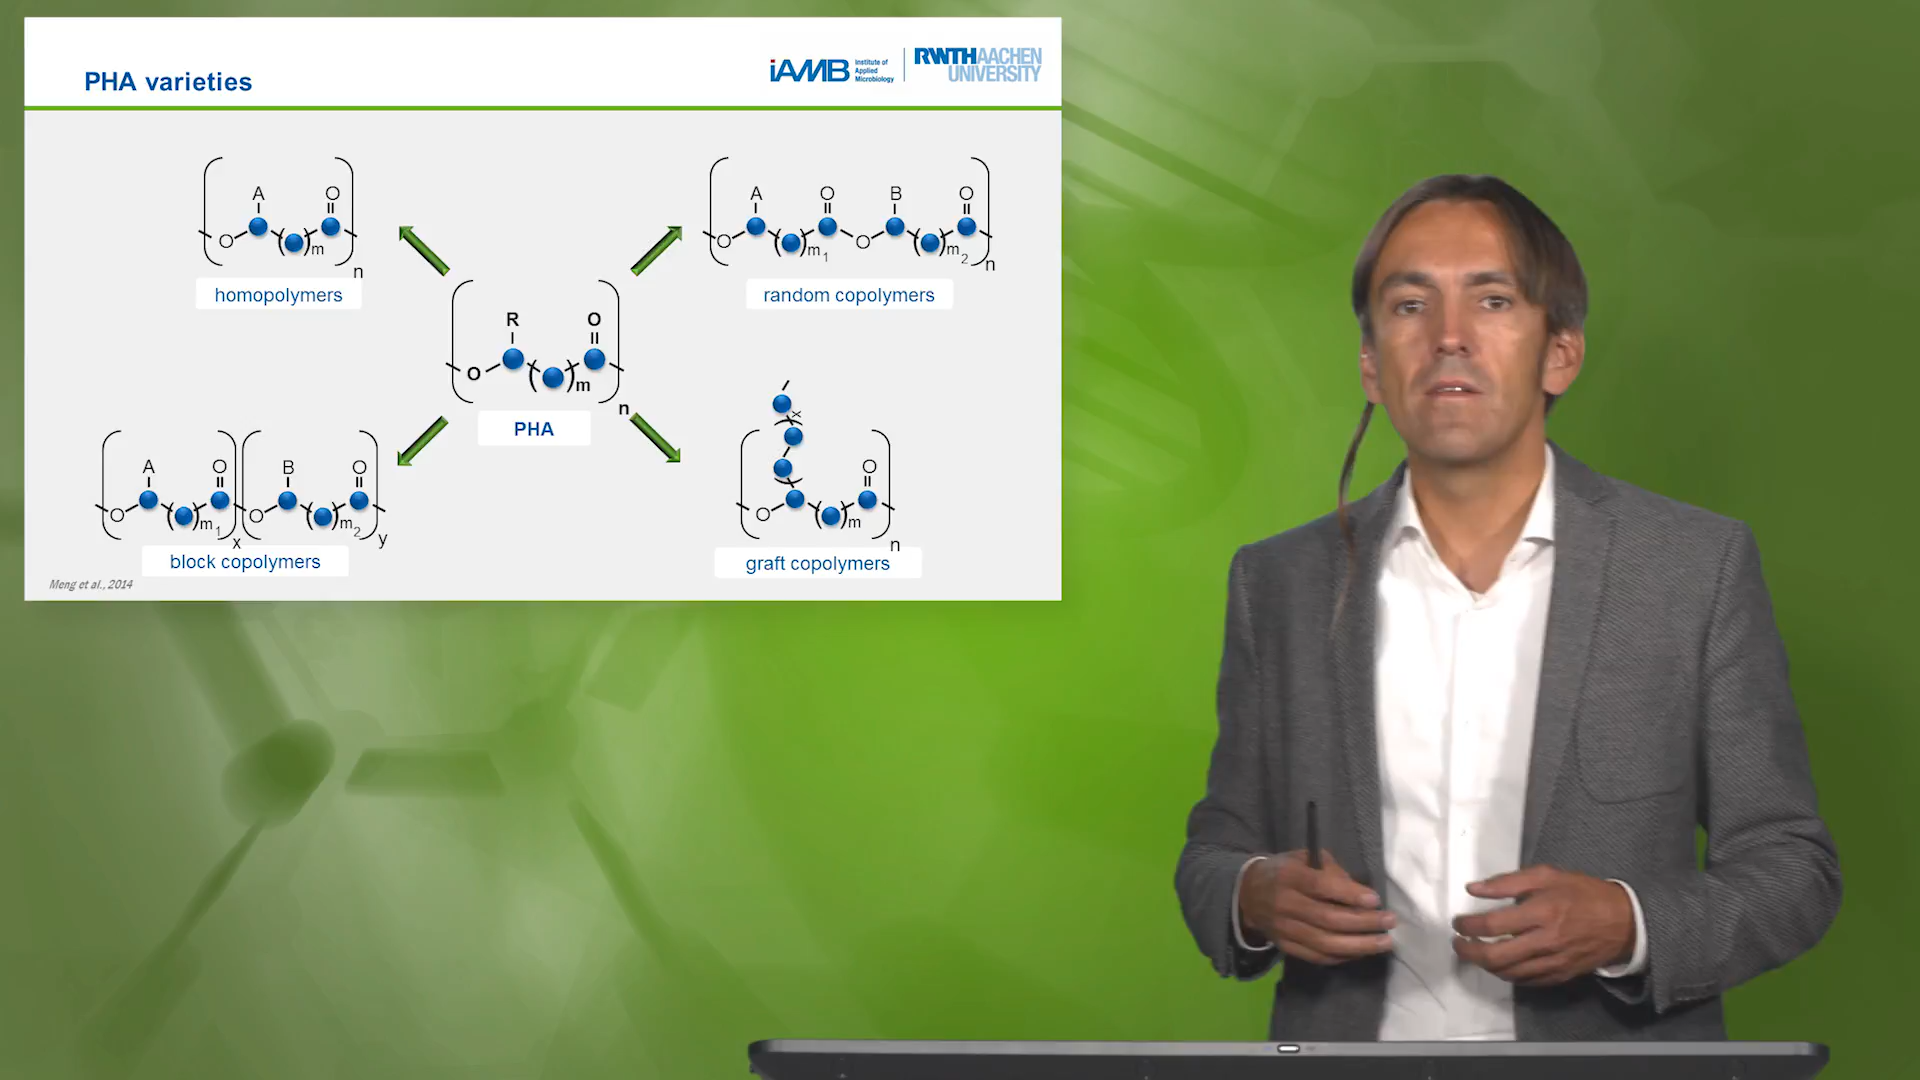 PHA varieties
iAMB Institute of
Applied
Microbiology
RWTHAACHEN
UNIVERSITY
A O
O m n
homopolymers
A O B O
O m1 O m2 n
random copolymers
R O
O m n
PHA
A O B O
O m1 x O m2 y
block copolymers
x
O
O m n
graft copolymers
Meng et al., 2014